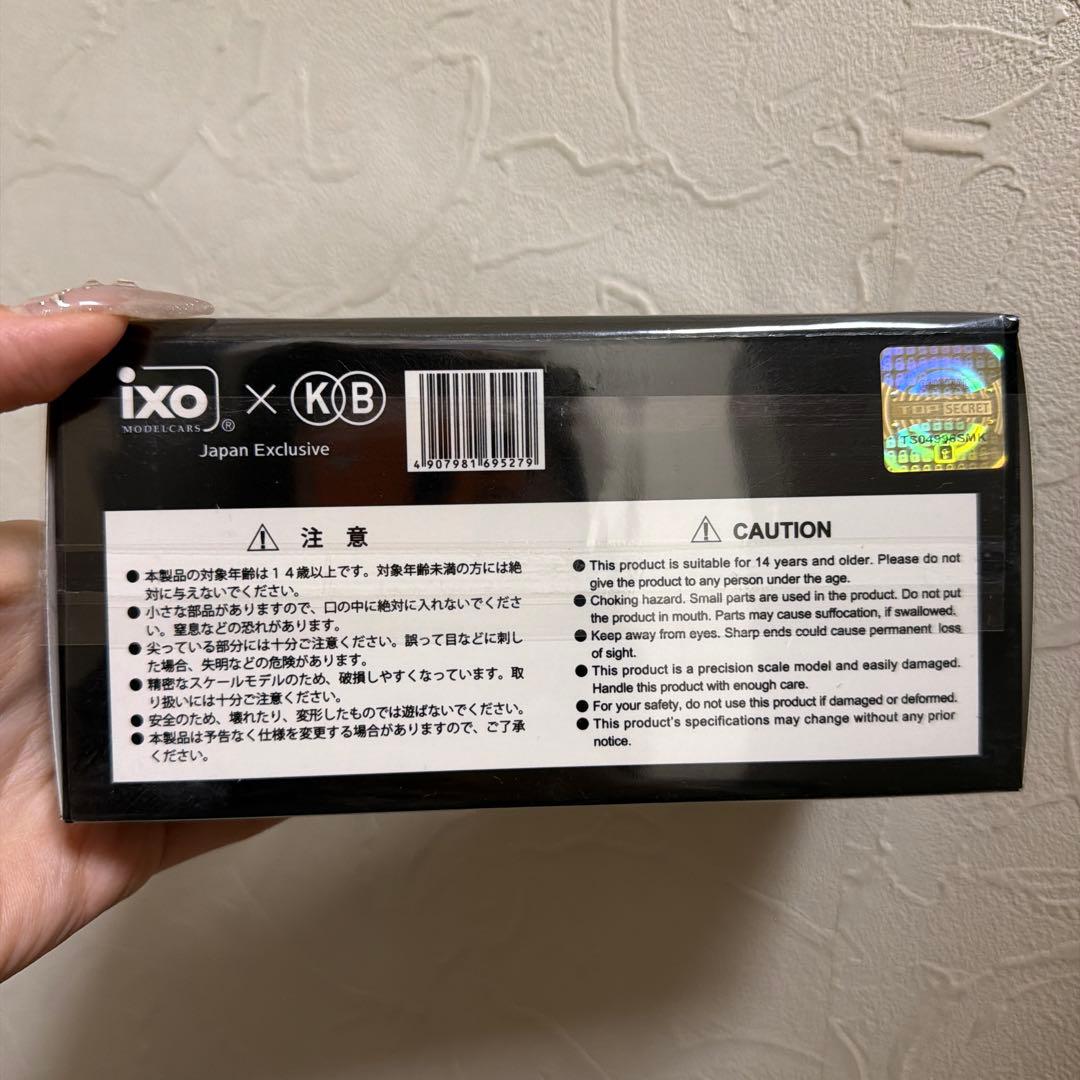 ixo
MODELCARS ® × KB
Japan Exclusive
4 907981 695279
TOP SECRET
注 意
● 本製品の対象年齢は１４歳以上です。対象年齢未満の方には絶
対に与えないでください。
● 小さな部品がありますので、口の中に絶対に入れないでくださ
い。窒息などの恐れがあります。
● 尖っている部分には十分ご注意ください。誤って目などに刺し
た場合、失明などの危険があります。
● 精密なスケールモデルのため、破損しやすくなっています。取
り扱いには十分ご注意ください。
● 安全のため、壊れたり、変形したものでは遊ばないでください。
● 本製品は予告なく仕様を変更する場合がありますので、ご了承
ください。
CAUTION
● This product is suitable for 14 years and older. Please do not
give the product to any person under the age.
● Choking hazard. Small parts are used in the product. Do not put
the product in mouth. Parts may cause suffocation, if swallowed.
● Keep away from eyes. Sharp ends could cause permanent loss
of sight.
● This product is a precision scale model and easily damaged.
Handle this product with enough care.
● For your safety, do not use this product if damaged or deformed.
● This product's specifications may change without any prior
notice.